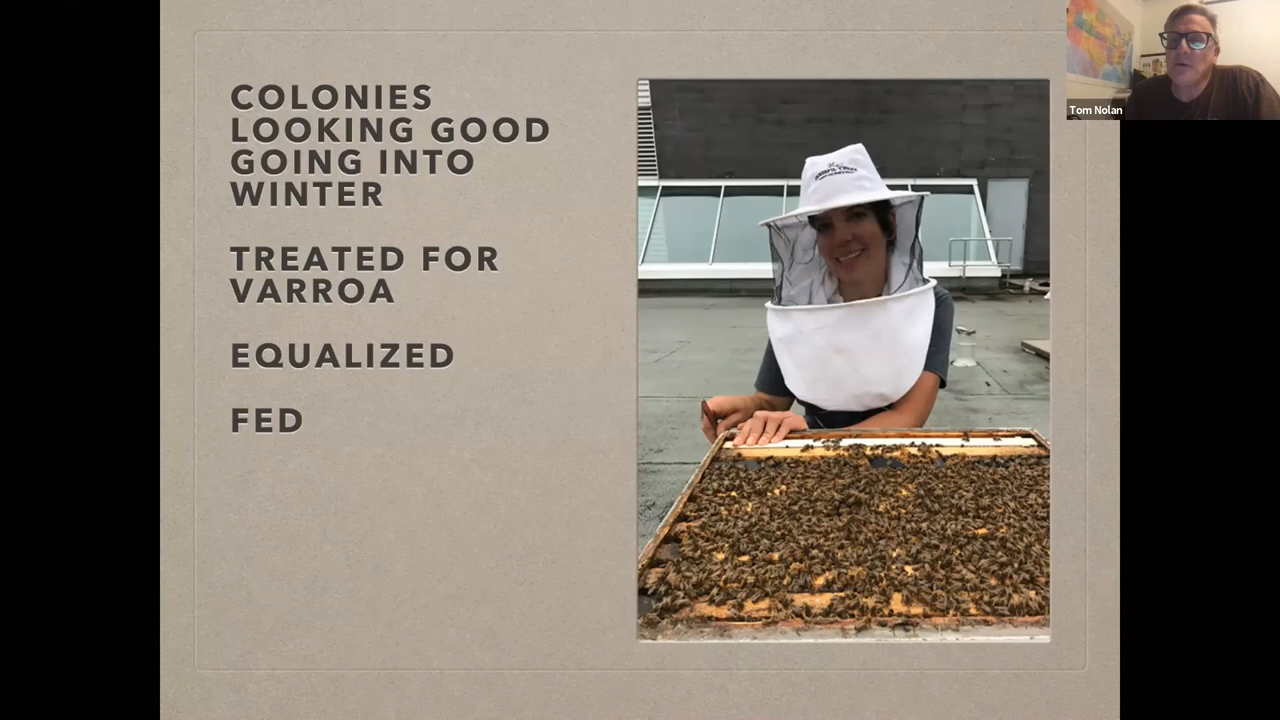 COLONIES
LOOKING GOOD
GOING INTO
WINTER
TREATED FOR
VARROA
EQUALIZED
FED
Tom Nolan